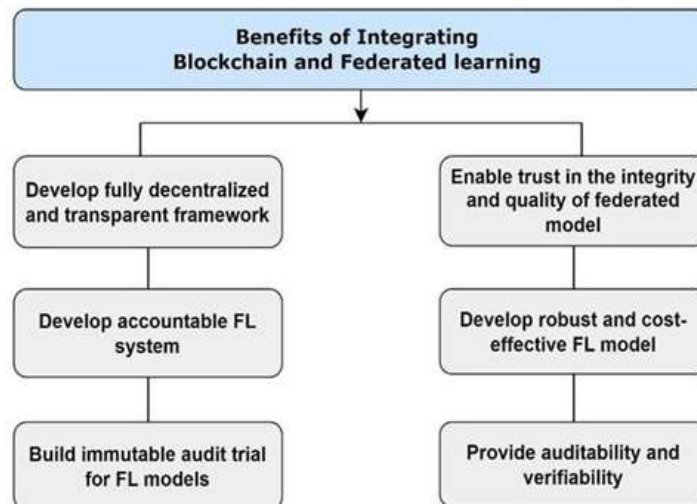 Benefits of Integrating
Blockchain and Federated learning
Develop fully decentralized
and transparent framework
Enable trust in the integrity
and quality of federated
model
Develop accountable FL
system
Develop robust and cost-
effective FL model
Build immutable audit trial
for FL models
Provide auditability and
verifiability